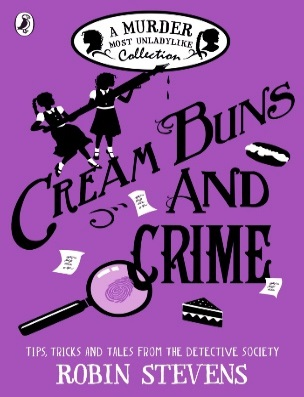 A MURDER
MOST UNLADYLIKE
Collection
CREAM BUNS
AND
CRIME
TIPS, TRICKS AND TALES FROM THE DETECTIVE SOCIETY
ROBIN STEVENS